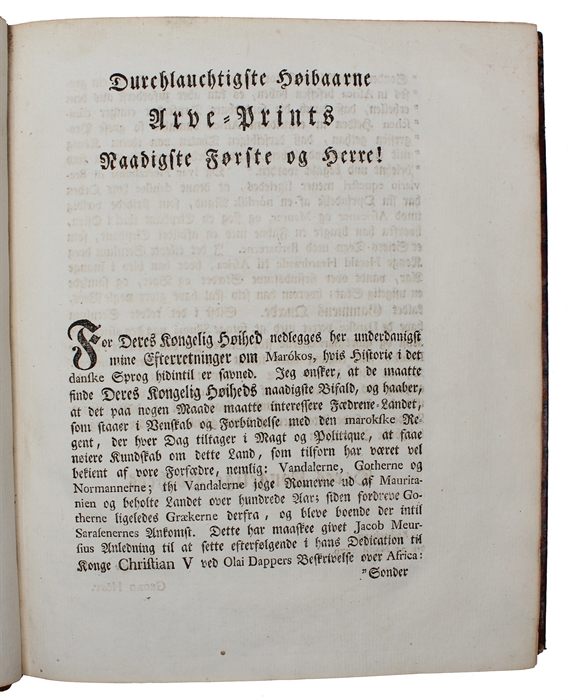 Durchlauchtigste Høibaarne
Arve-Prints
Naadigste Første og Herre!
For Deres Kongelig Høihed nedlegges her underdanigst
mine Efterretninger om Marókos, hvis Historie i det
danske Sprog hidintil er savned. Jeg ønsker, at de maatte
finde Deres Kongelig Høiheds naadigste Bifald, og haaber,
at det paa nogen Maade maatte interessere Fædrene-Landet,
som staaer i Venskab og Forbindelse med den marokske Re-
gent, der hver Dag tiltager i Magt og Politique, at faae
nøiere Kundskab om dette Land, som tilforn har været vel
bekient af vore Forfædre, nemlig: Vandalerne, Gotherne og
Normannerne; thi Vandalerne joge Romerne ud af Maurita-
nien og beholte Landet over hundrede Aar; siden fordreve Go-
therne ligeledes Grækerne derfra, og bleve boende der intil
Sarasenernes Ankomst. Dette har maaskee givet Jacob Meur-
sius Anledning til at sette efterfølgende i hans Dedication til
Konge Christian V ved Olai Dappers Beskrivelse over Africa:
"Sonder